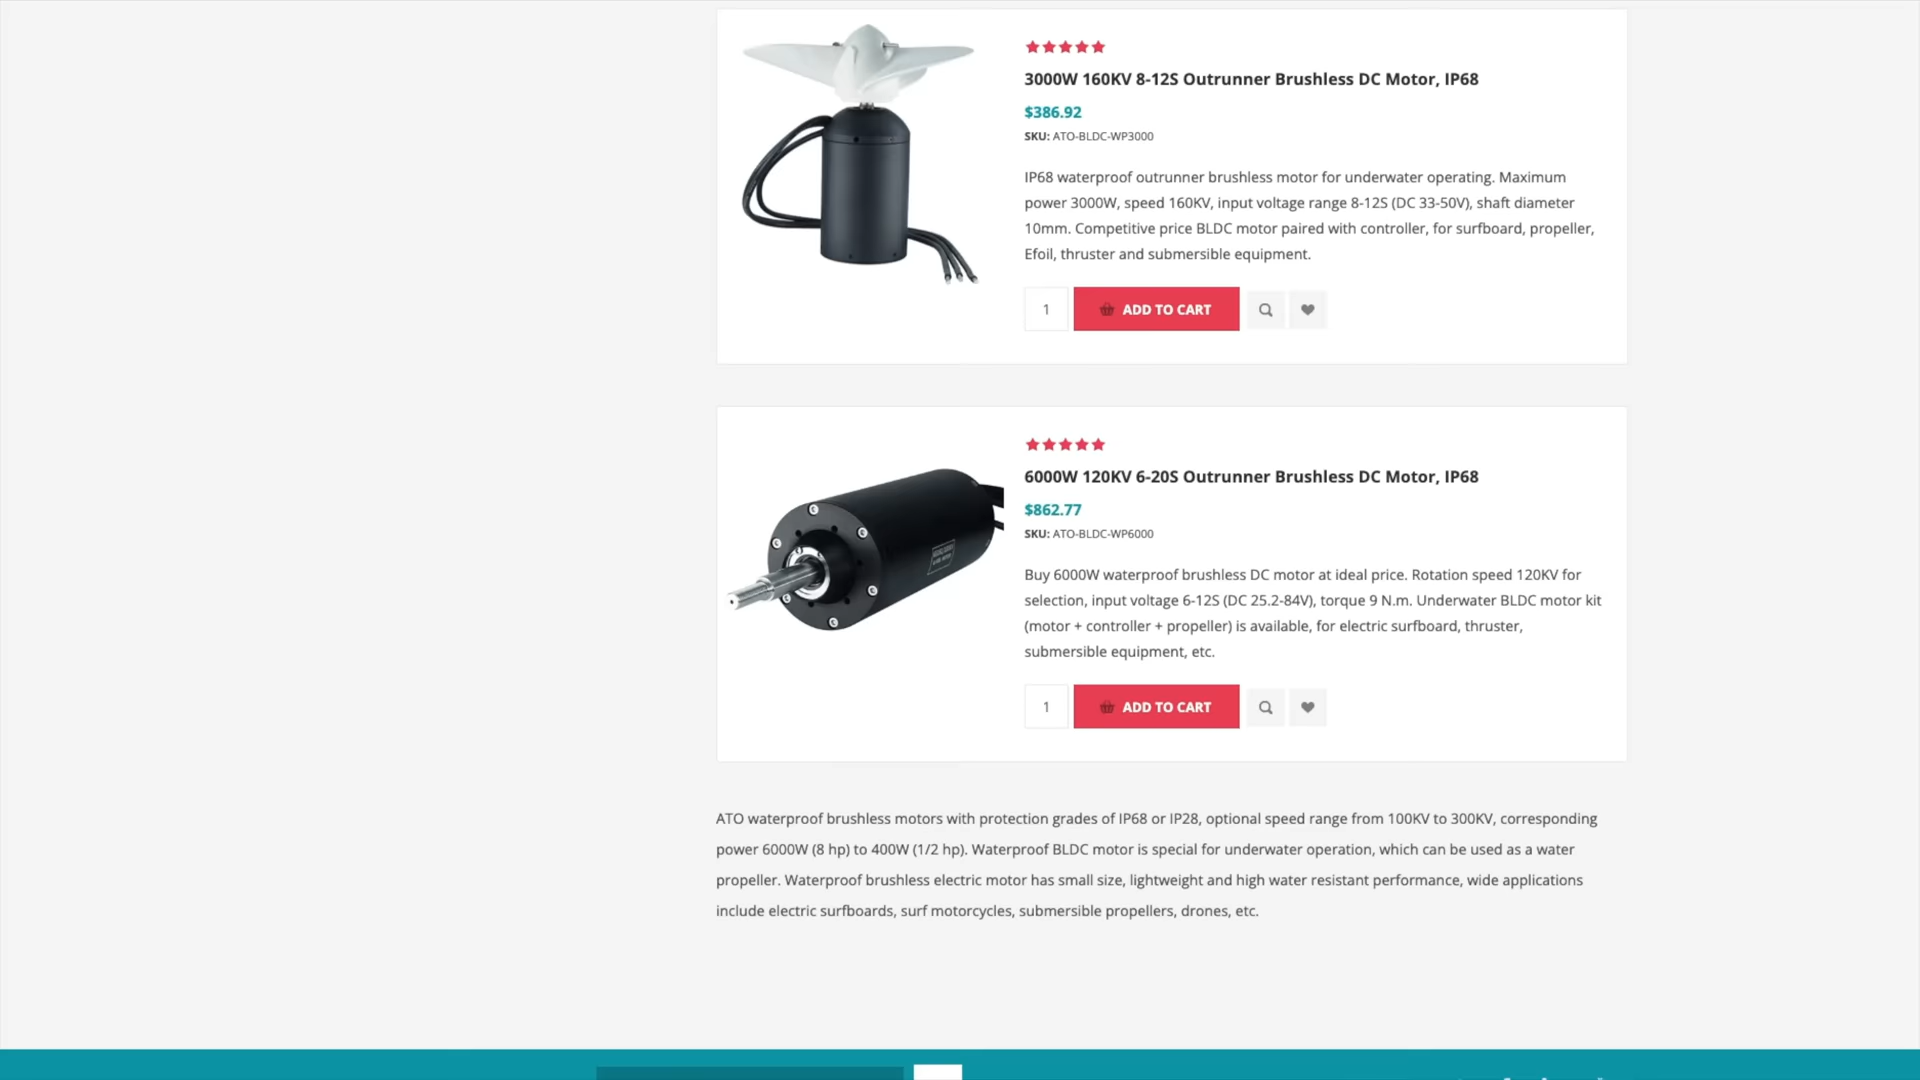 3000W 160KV 8-12S Outrunner Brushless DC Motor, IP68
$386.92
SKU: ATO-BLDC-WP3000
IP68 waterproof outrunner brushless motor for underwater operating. Maximum
power 3000W, speed 160KV, input voltage range 8-12S (DC 33-50V), shaft diameter
10mm. Competitive price BLDC motor paired with controller, for surfboard, propeller,
Efoil, thruster and submersible equipment.
1
ADD TO CART
6000W 120KV 6-20S Outrunner Brushless DC Motor, IP68
$862.77
SKU: ATO-BLDC-WP6000
Buy 6000W waterproof brushless DC motor at ideal price. Rotation speed 120KV for
selection, input voltage 6-12S (DC 25.2-84V), torque 9 N.m. Underwater BLDC motor kit
(motor + controller + propeller) is available, for electric surfboard, thruster,
submersible equipment, etc.
1
ADD TO CART
ATO waterproof brushless motors with protection grades of IP68 or IP28, optional speed range from 100KV to 300KV, corresponding
power 6000W (8 hp) to 400W (1/2 hp). Waterproof BLDC motor is special for underwater operation, which can be used as a water
propeller. Waterproof brushless electric motor has small size, lightweight and high water resistant performance, wide applications
include electric surfboards, surf motorcycles, submersible propellers, drones, etc.